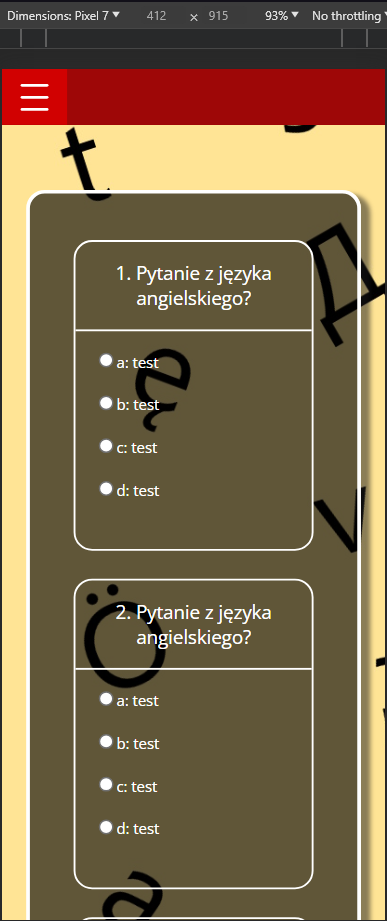 Dimensions: Pixel 7 ▼ 412 × 915 93% ▼ No throttling
t
1. Pytanie z języka
angielskiego?
Д
a: test
ę
b: test
c: test
d: test
v
2. Pytanie z języka
angielskiego?
Ö
a: test
b: test
c: test
d: test
a